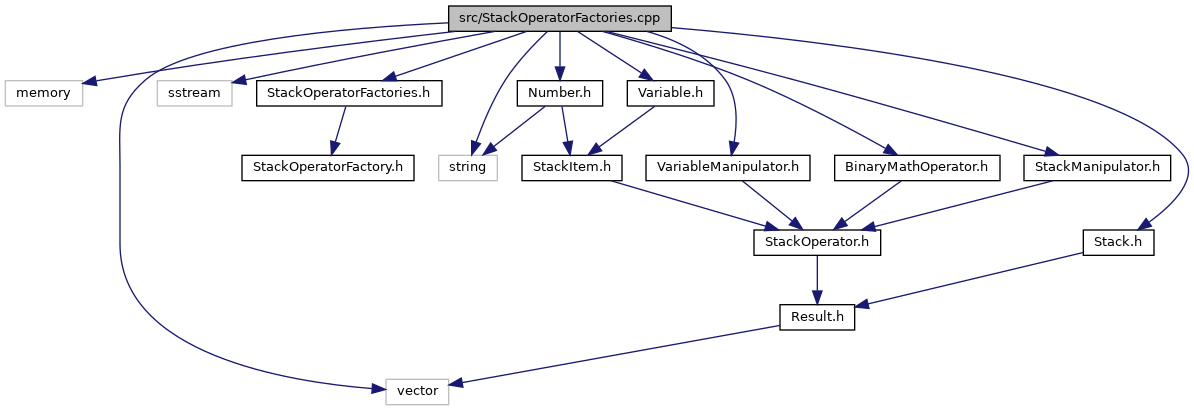 src/StackOperatorFactories.cpp
memory
sstream
StackOperatorFactories.h
Number.h
Variable.h
StackOperatorFactory.h
string
StackItem.h
VariableManipulator.h
BinaryMathOperator.h
StackManipulator.h
StackOperator.h
Stack.h
Result.h
vector